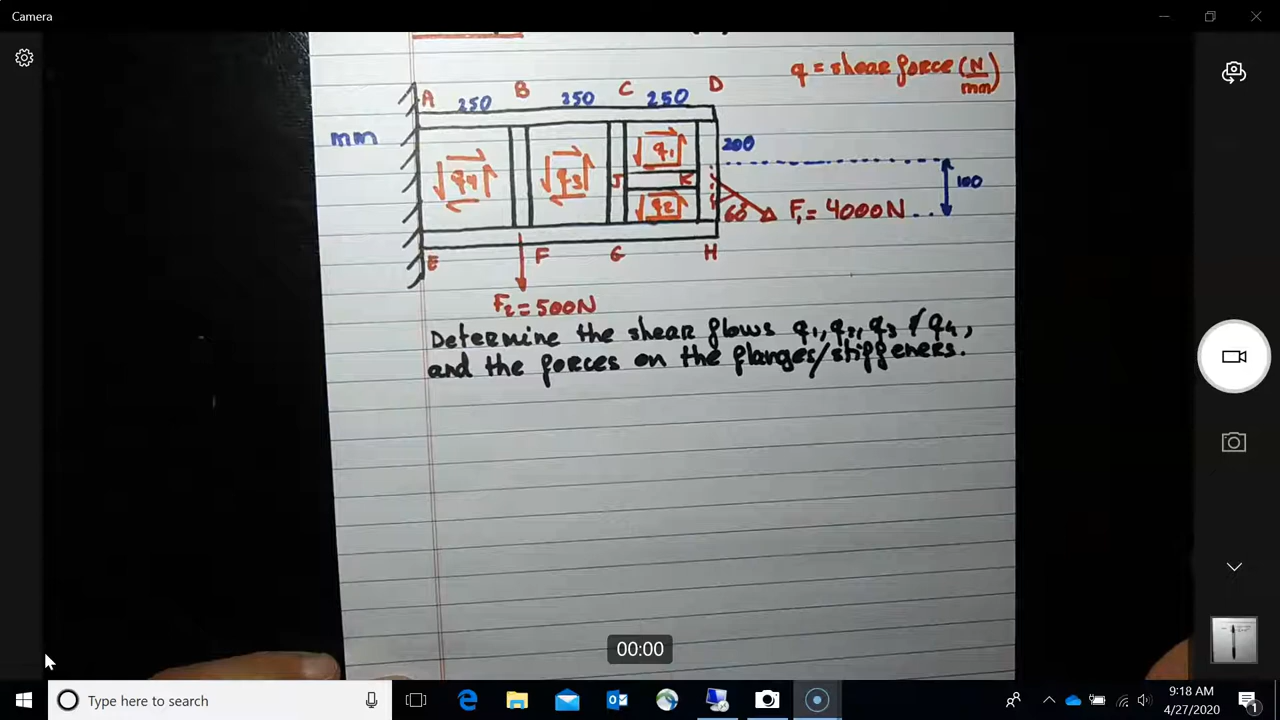 Camera
q = shear force (N/mm)
A 250 B 250 C 250 D
mm
200
q1
q4 q3 J K
100
q2
60° F1 = 4000N
E F G H
F2 = 500N
Determine the shear flows q1, q2, q3 & q4,
and the forces on the flanges/stiffeners.
00:00
Type here to search
9:18 AM
4/27/2020
1